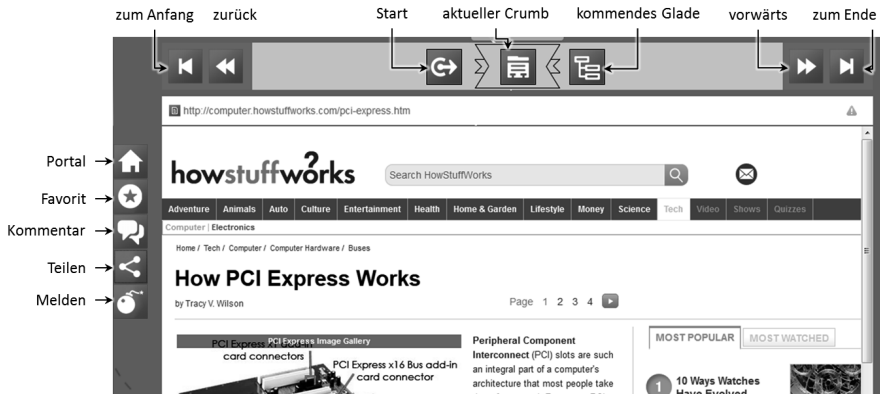 zum Anfang zurück Start aktueller Crumb kommendes Glade vorwärts zum Ende
http://computer.howstuffworks.com/pci-express.htm
Portal
howstuffworks
Search HowStuffWorks
Favorit
Adventure Animals Auto Culture Entertainment Health Home & Garden Lifestyle Money Science Tech Video Shows Quizzes
Kommentar
Computer | Electronics
Home / Tech / Computer / Computer Hardware / Buses
Teilen
How PCI Express Works
Melden
by Tracy V. Wilson
Page 1 2 3 4
PCI Express Image Gallery
PCI Express x1 add-in
card connectors
PCI Express x16 Bus add-in
card connector
Peripheral Component
Interconnect (PCI) slots are such
an integral part of a computer's
architecture that most people take
MOST POPULAR MOST WATCHED
1 10 Ways Watches
Have Evolved